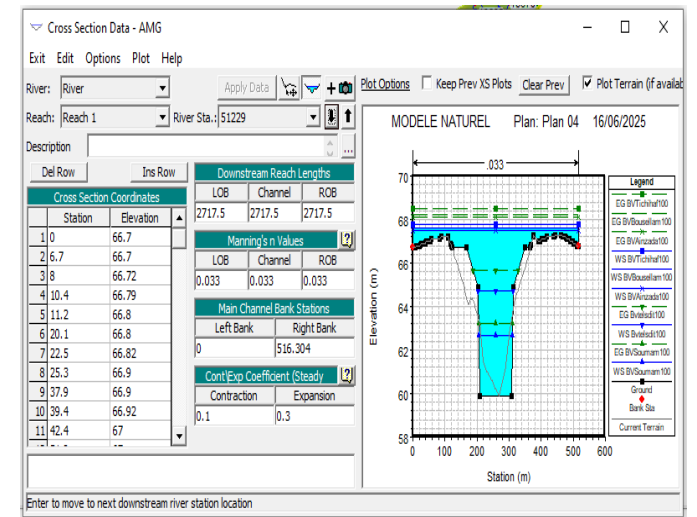 Cross Section Data - AMG
Exit Edit Options Plot Help
River: River Apply Data
Plot Options Keep Prev XS Plots Clear Prev Plot Terrain (if availab
Reach: Reach 1 River Sta.: 51229
Description ...
Del Row Ins Row
Cross Section Coordinates
Station Elevation
1 0 66.7
2 6.7 66.7
3 8 66.72
4 10.4 66.79
5 11.2 66.8
6 20.1 66.8
7 22.5 66.82
8 25.3 66.9
9 37.9 66.9
10 39.4 66.92
11 42.4 67
Downstream Reach Lengths
LOB Channel ROB
2717.5 2717.5 2717.5
Manning's n Values
LOB Channel ROB
0.033 0.033 0.033
Main Channel Bank Stations
Left Bank Right Bank
0 516.304
Cont\Exp Coefficient (Steady
Contraction Expansion
0.1 0.3
MODELE NATUREL Plan: Plan 04 16/06/2025
.033
70
68
66
64
62
60
58
Elevation (m)
0 100 200 300 400 500 600
Station (m)
Legend
EG BVTichihaf100
EG BVBousellam100
EG BVAinzada100
WS BVTichihaf100
WS BVBousellam100
WS BVAinzada100
EG Bvtelsdit100
WS Bvtelsdit100
EG BVSoumam100
WS BVSoumam100
Ground
Bank Sta
Current Terrain
Enter to move to next downstream river station location